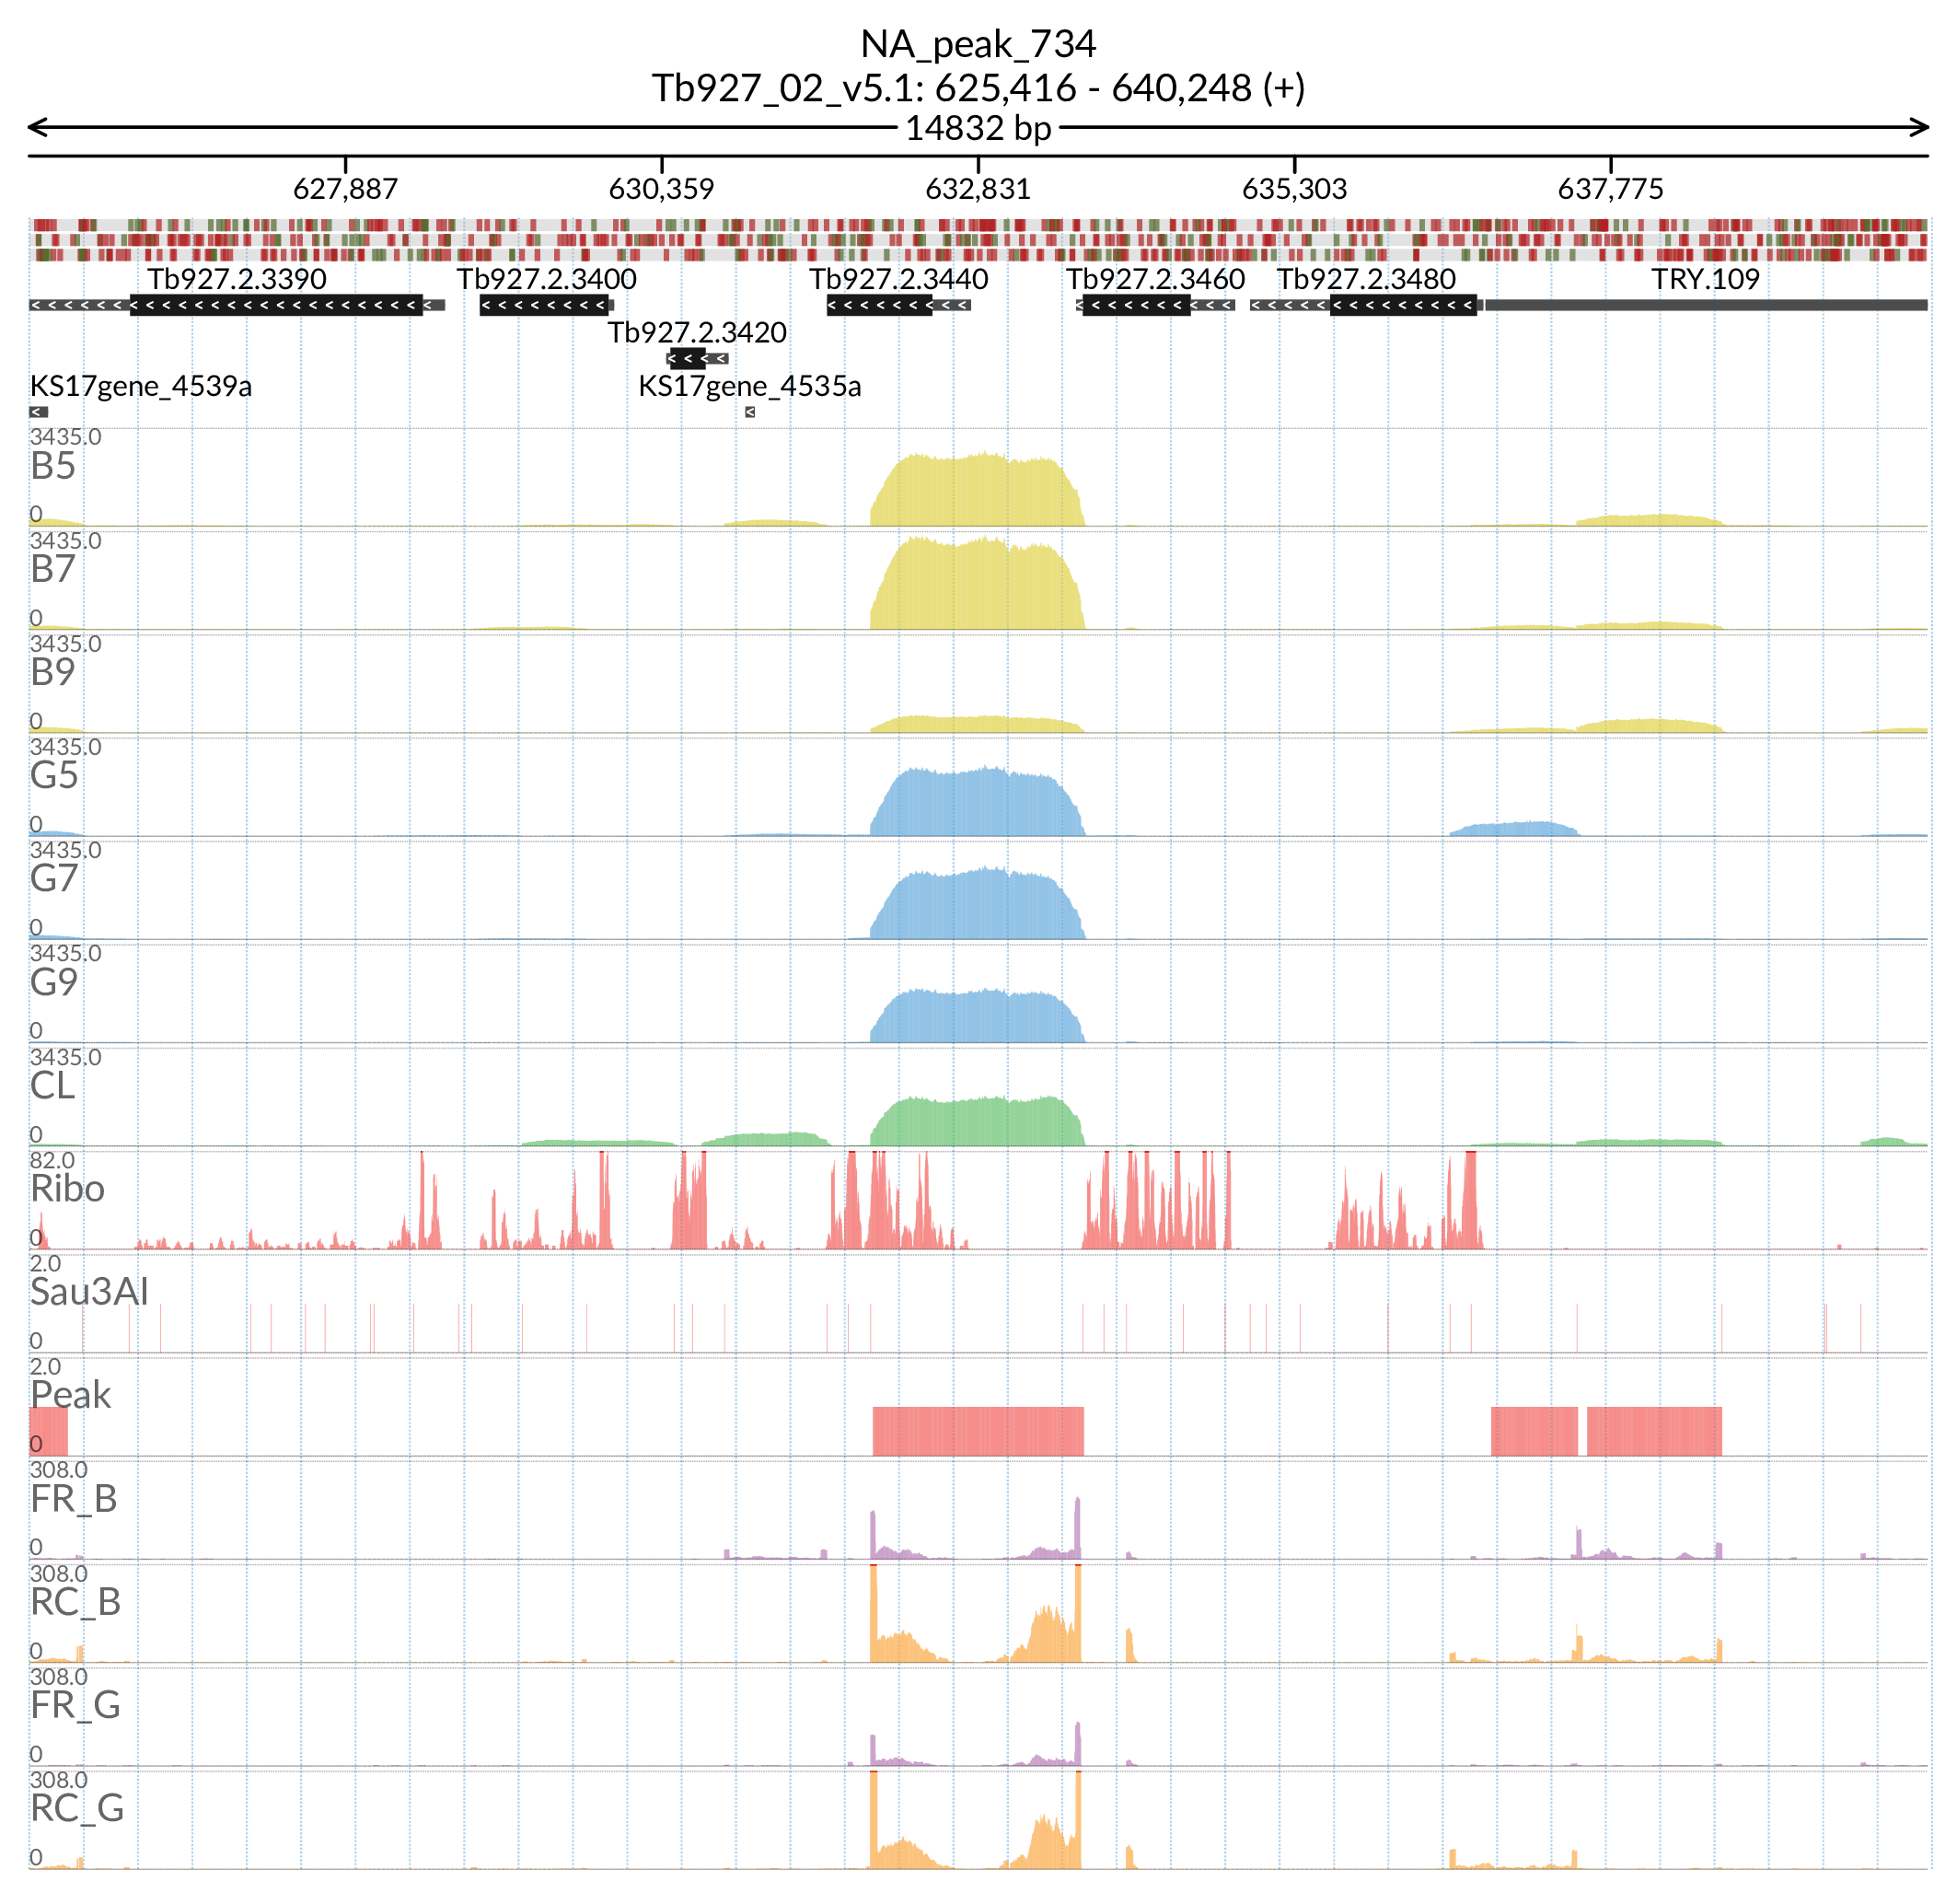 NA_peak_734
Tb927_02_v5.1: 625,416 - 640,248 (+)
14832 bp
627,887 630,359 632,831 635,303 637,775
Tb927.2.3390 Tb927.2.3400 Tb927.2.3440 Tb927.2.3460 Tb927.2.3480 TRY.109
Tb927.2.3420
KS17gene_4539a KS17gene_4535a
3435.0
B5
0
3435.0
B7
0
3435.0
B9
0
3435.0
G5
0
3435.0
G7
0
3435.0
G9
0
3435.0
CL
0
82.0
Ribo
0
2.0
Sau3AI
0
2.0
Peak
0
308.0
FR_B
0
308.0
RC_B
0
308.0
FR_G
0
308.0
RC_G
0